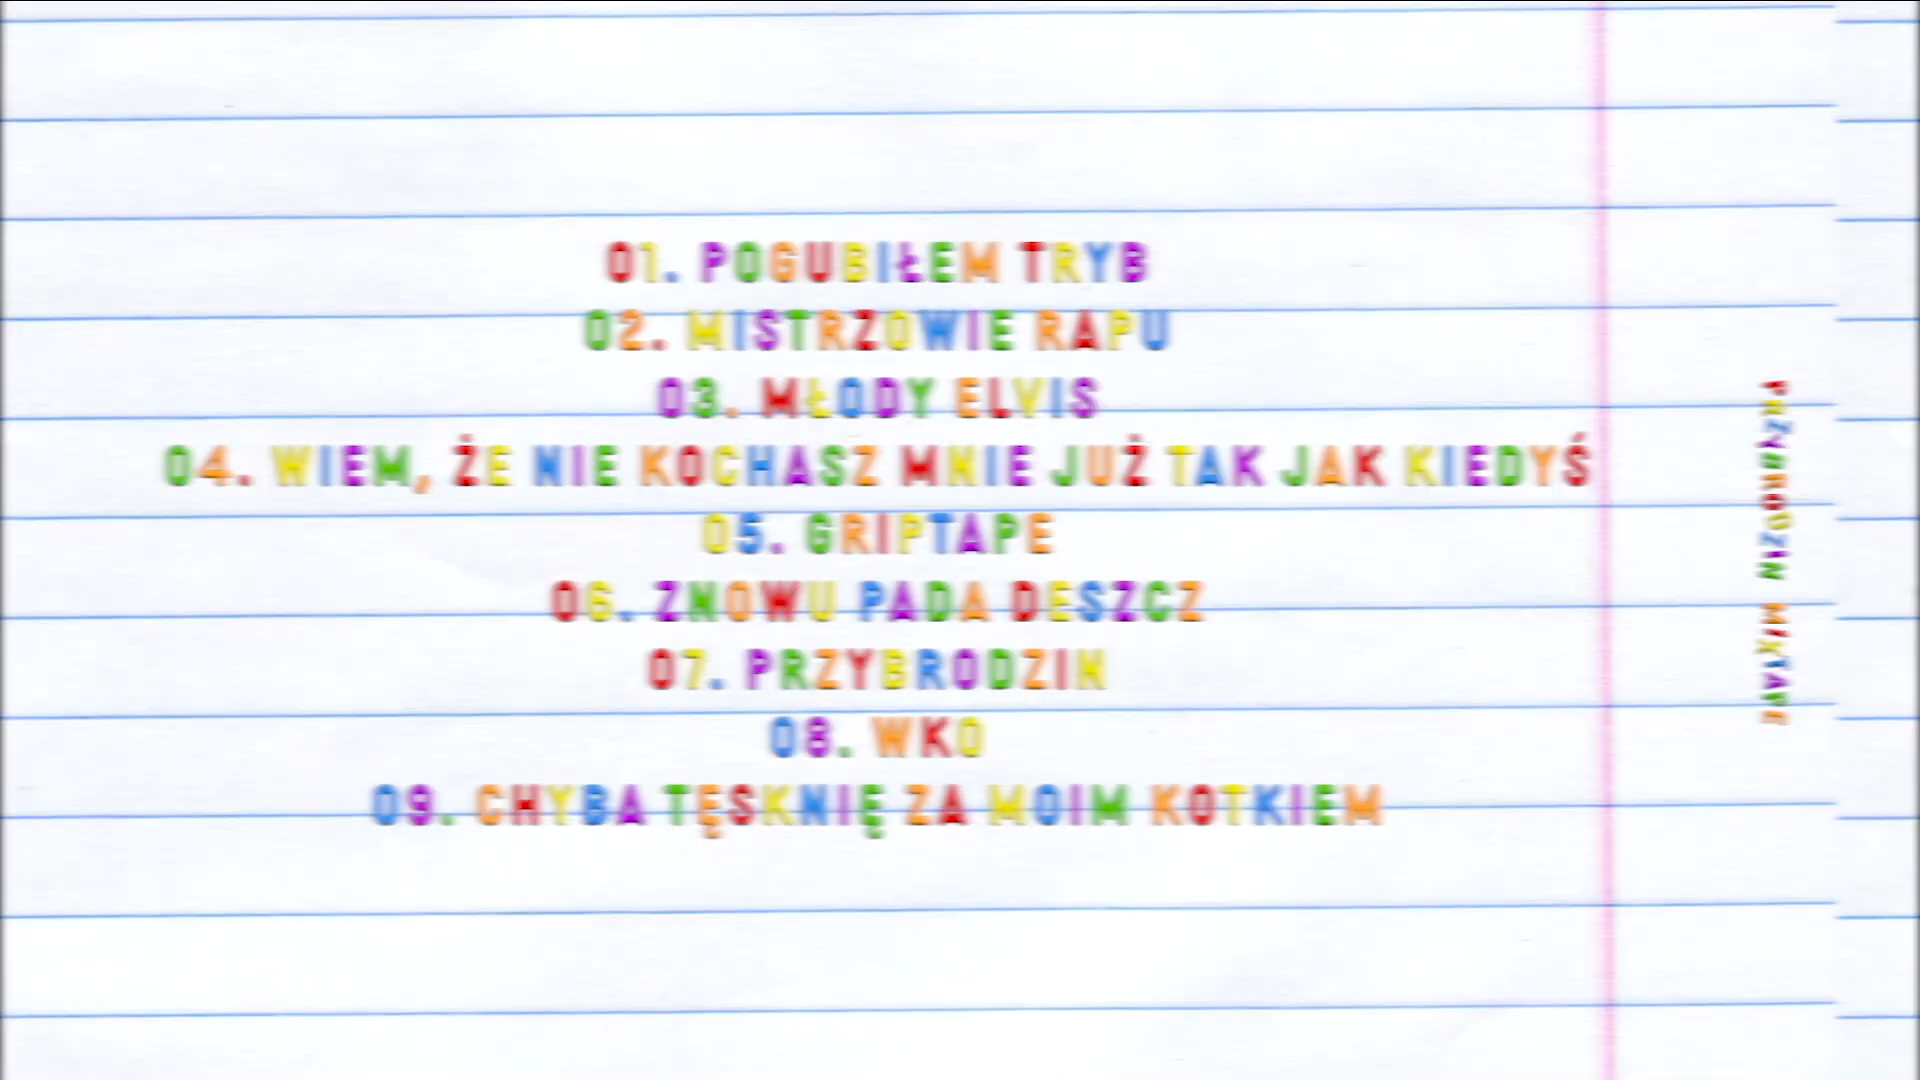 01. POGUBIŁEM TRYB
02. MISTRZOWIE RAPU
03. MŁODY ELVIS
04. WIEM, ŻE NIE KOCHASZ MNIE JUŻ TAK JAK KIEDYŚ
05. GRIPTAPE
06. ZNOWU PADA DESZCZ
07. PRZYBRODZIN
08. WKO
09. CHYBA TĘSKNIĘ ZA MOIM KOTKIEM
PRZYBRODZIN MIXTAPE